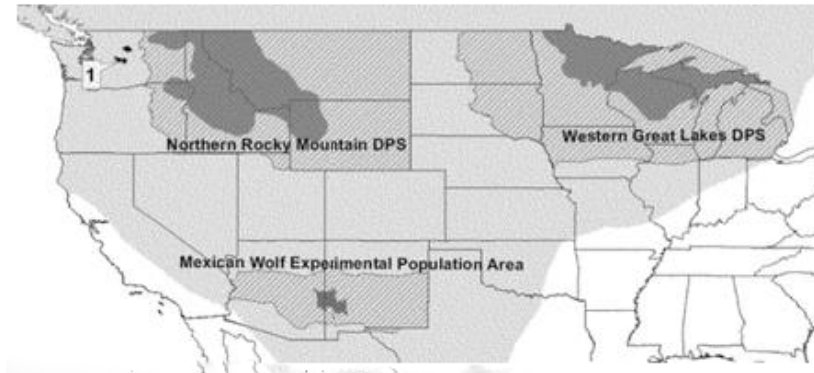 1
Northern Rocky Mountain DPS
Western Great Lakes DPS
Mexican Wolf Experimental Population Area